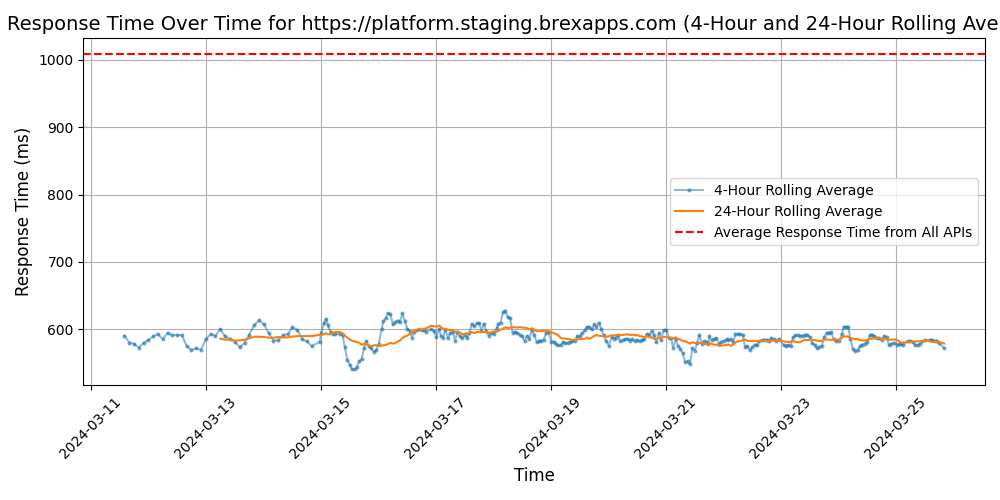 Response Time Over Time for https://platform.staging.brexapps.com (4-Hour and 24-Hour Rolling Ave
Response Time (ms)
1000
900
800
700
600
4-Hour Rolling Average
24-Hour Rolling Average
Average Response Time from All APIs
2024-03-11
2024-03-13
2024-03-15
2024-03-17
2024-03-19
2024-03-21
2024-03-23
2024-03-25
Time